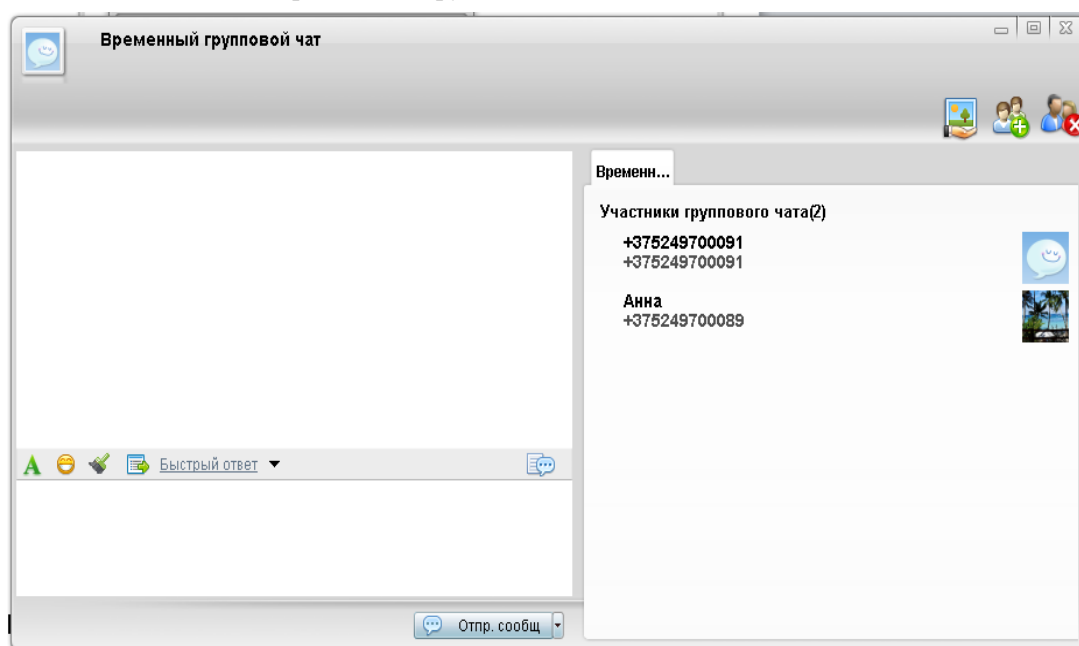 Временный групповой чат
Временн...
Участники группового чата(2)
+375249700091
+375249700091
Анна
+375249700089
A
Быстрый ответ
Отпр. сообщ